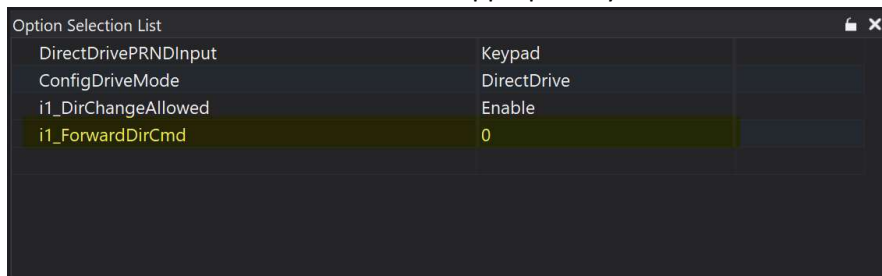 Option Selection List
DirectDrivePRNDInput Keypad
ConfigDriveMode DirectDrive
i1_DirChangeAllowed Enable
i1_ForwardDirCmd 0